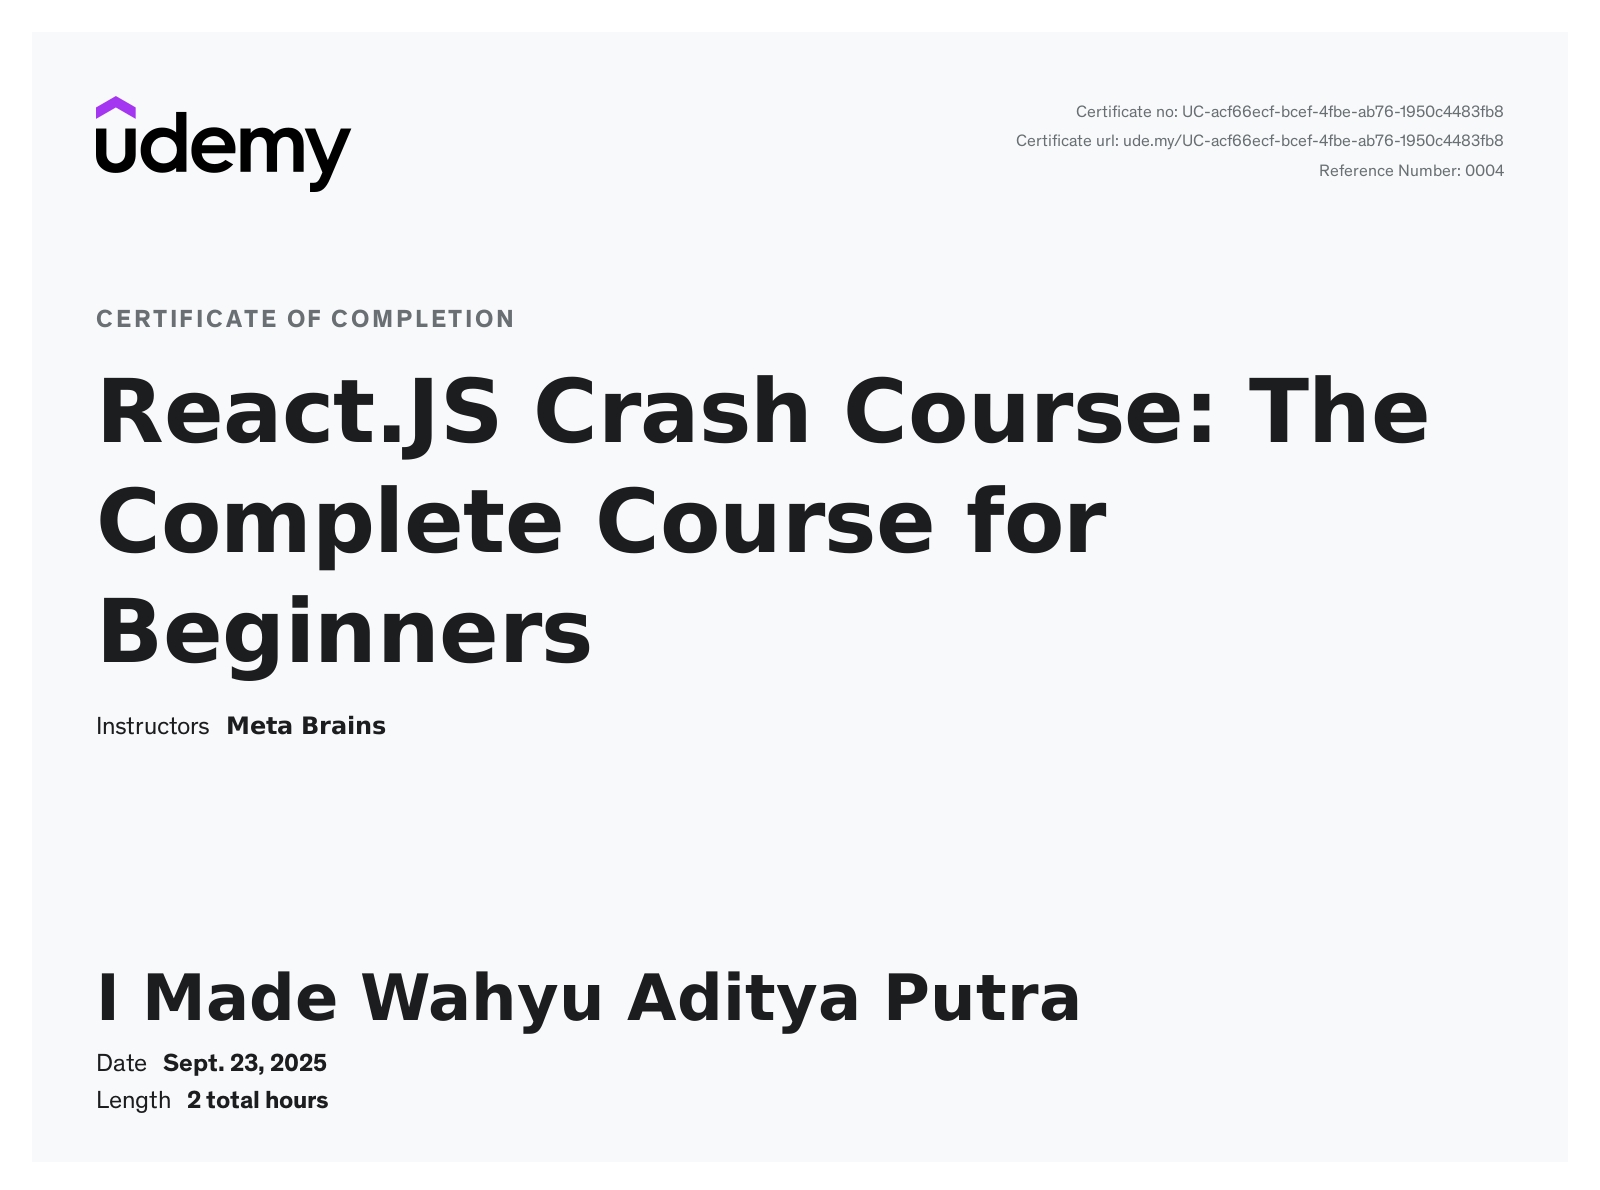 udemy
Certificate no: UC-acf66ecf-bcef-4fbe-ab76-1950c4483fb8
Certificate url: ude.my/UC-acf66ecf-bcef-4fbe-ab76-1950c4483fb8
Reference Number: 0004
CERTIFICATE OF COMPLETION
React.JS Crash Course: The
Complete Course for
Beginners
Instructors Meta Brains
I Made Wahyu Aditya Putra
Date Sept. 23, 2025
Length 2 total hours